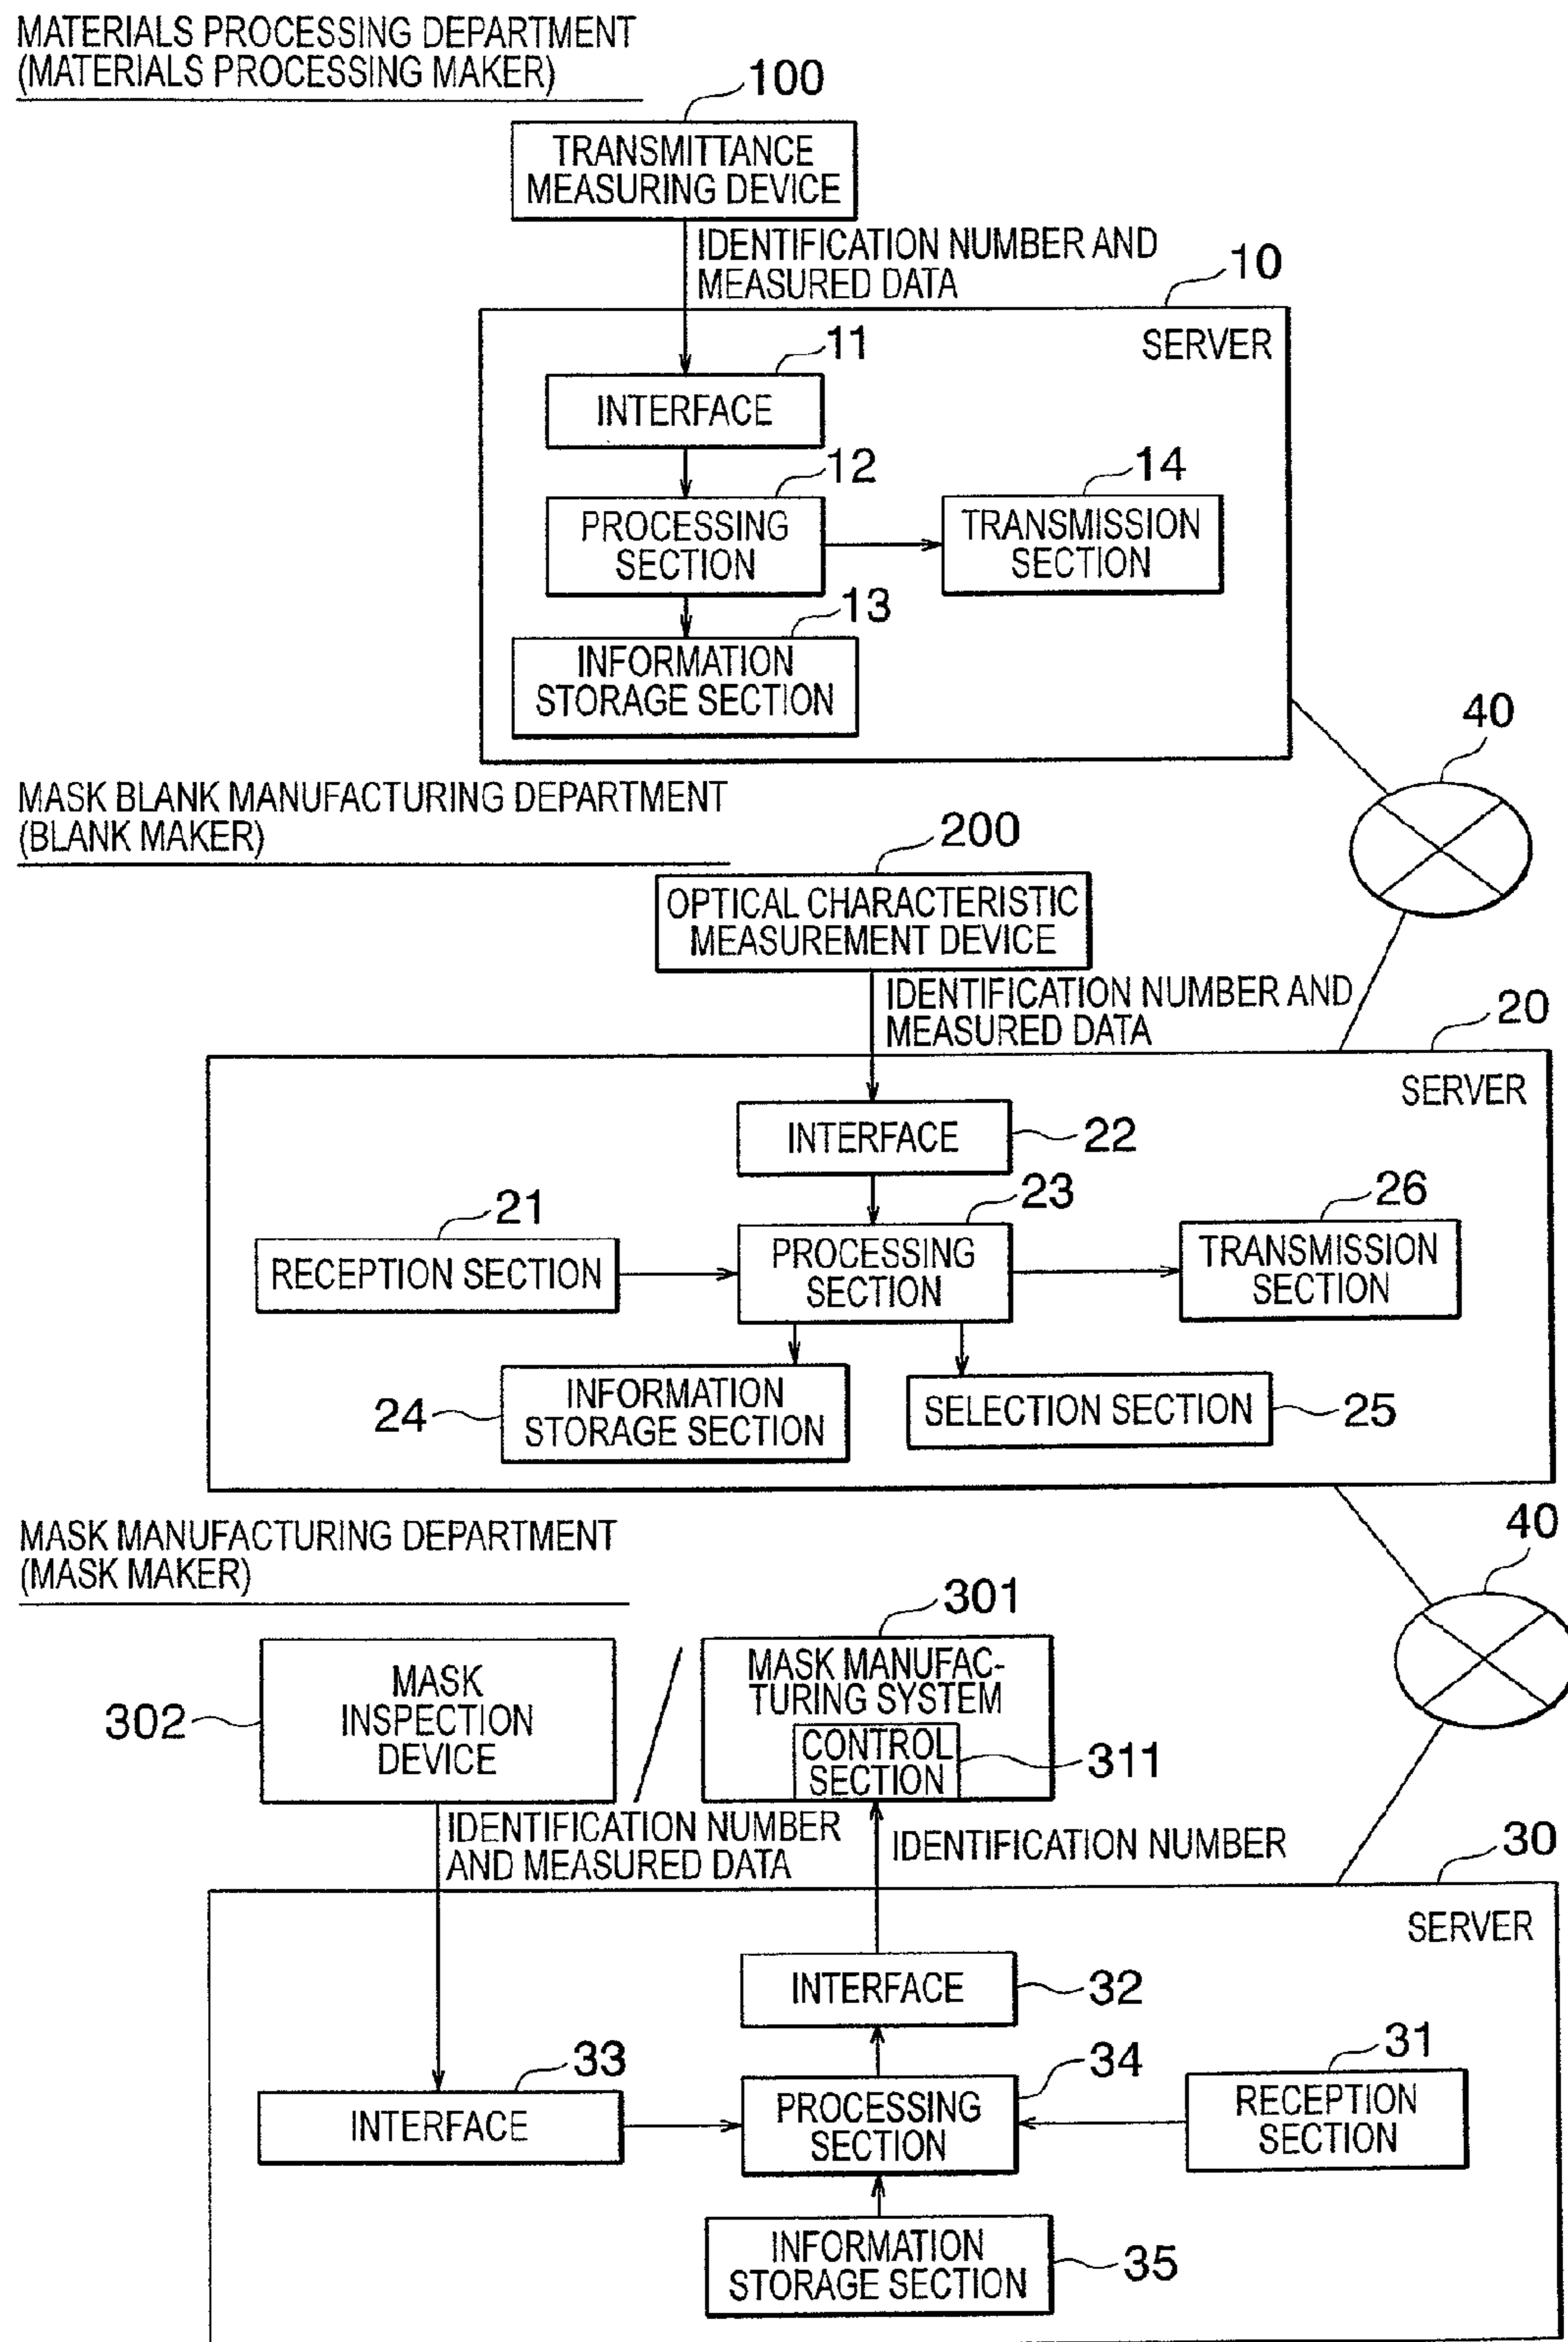 MATERIALS PROCESSING DEPARTMENT
(MATERIALS PROCESSING MAKER)
100
TRANSMITTANCE
MEASURING DEVICE
IDENTIFICATION NUMBER AND
MEASURED DATA
10
SERVER
11
INTERFACE
12
PROCESSING
SECTION
14
TRANSMISSION
SECTION
13
INFORMATION
STORAGE SECTION
40
MASK BLANK MANUFACTURING DEPARTMENT
(BLANK MAKER)
200
OPTICAL CHARACTERISTIC
MEASUREMENT DEVICE
IDENTIFICATION NUMBER AND
MEASURED DATA
20
SERVER
INTERFACE
22
21
RECEPTION SECTION
23
PROCESSING
SECTION
26
TRANSMISSION
SECTION
24
INFORMATION
STORAGE SECTION
SELECTION SECTION
25
MASK MANUFACTURING DEPARTMENT
(MASK MAKER)
40
302
MASK
INSPECTION
DEVICE
301
MASK MANUFAC-
TURING SYSTEM
CONTROL
SECTION
311
IDENTIFICATION NUMBER
AND MEASURED DATA
IDENTIFICATION NUMBER
30
SERVER
INTERFACE
32
33
INTERFACE
34
PROCESSING
SECTION
31
RECEPTION
SECTION
INFORMATION
STORAGE SECTION
35